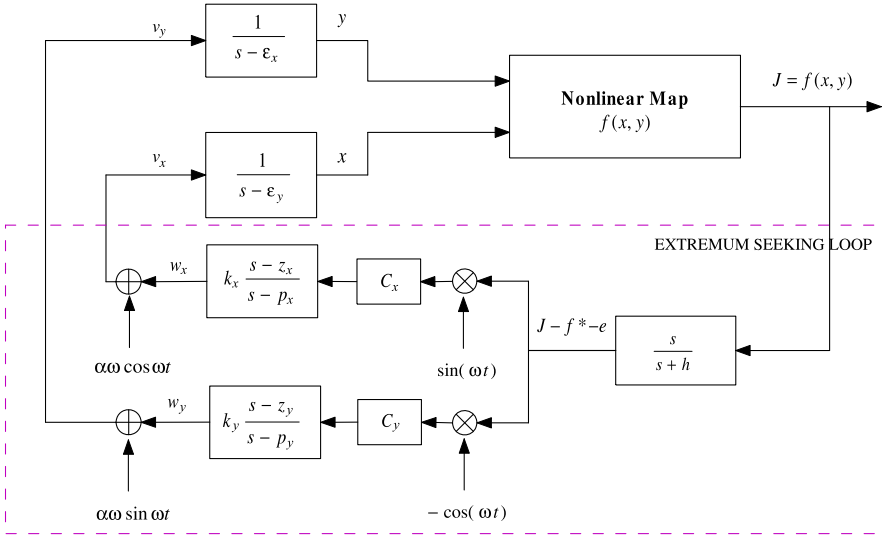 v_y
1
s − ε_x
y
Nonlinear Map
f(x, y)
J = f(x, y)
v_x
1
s − ε_y
x
EXTREMUM SEEKING LOOP
w_x
k_x
s − z_x
s − p_x
C_x
αω cos ωt
sin( ωt)
J − f * −e
s
s + h
w_y
k_y
s − z_y
s − p_y
C_y
αω sin ωt
− cos( ωt)